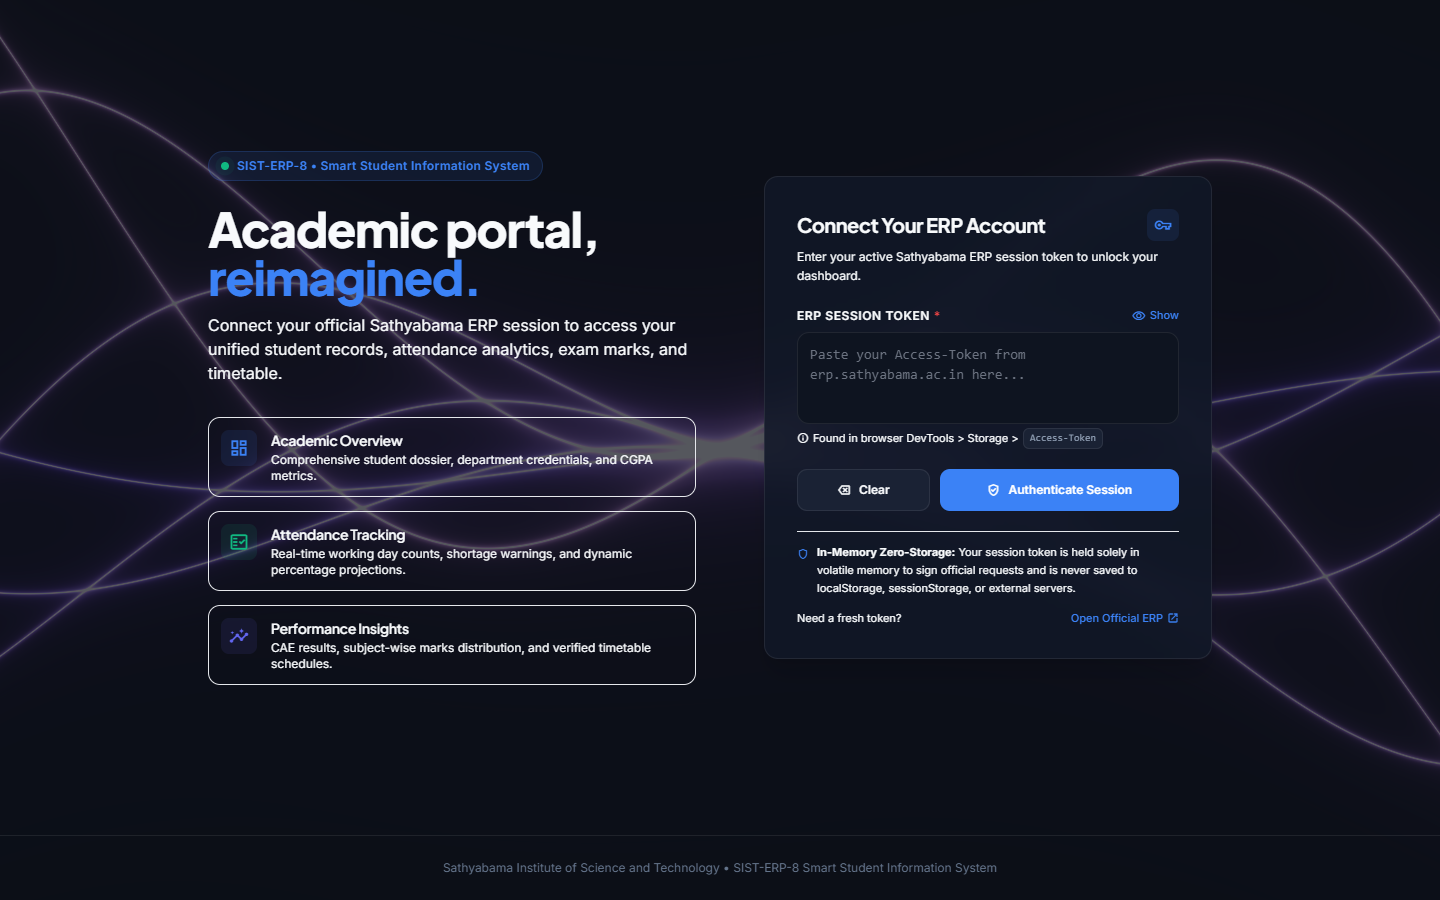 SIST-ERP-8 • Smart Student Information System
Academic portal,
reimagined.
Connect your official Sathyabama ERP session to access your
unified student records, attendance analytics, exam marks, and
timetable.
Academic Overview
Comprehensive student dossier, department credentials, and CGPA
metrics.
Attendance Tracking
Real-time working day counts, shortage warnings, and dynamic
percentage projections.
Performance Insights
CAE results, subject-wise marks distribution, and verified timetable
schedules.
Connect Your ERP Account
Enter your active Sathyabama ERP session token to unlock your
dashboard.
ERP SESSION TOKEN *
Show
Paste your Access-Token from
erp.sathyabama.ac.in here...
Found in browser DevTools > Storage > Access-Token
Clear
Authenticate Session
In-Memory Zero-Storage: Your session token is held solely in
volatile memory to sign official requests and is never saved to
localStorage, sessionStorage, or external servers.
Need a fresh token?
Open Official ERP
Sathyabama Institute of Science and Technology • SIST-ERP-8 Smart Student Information System